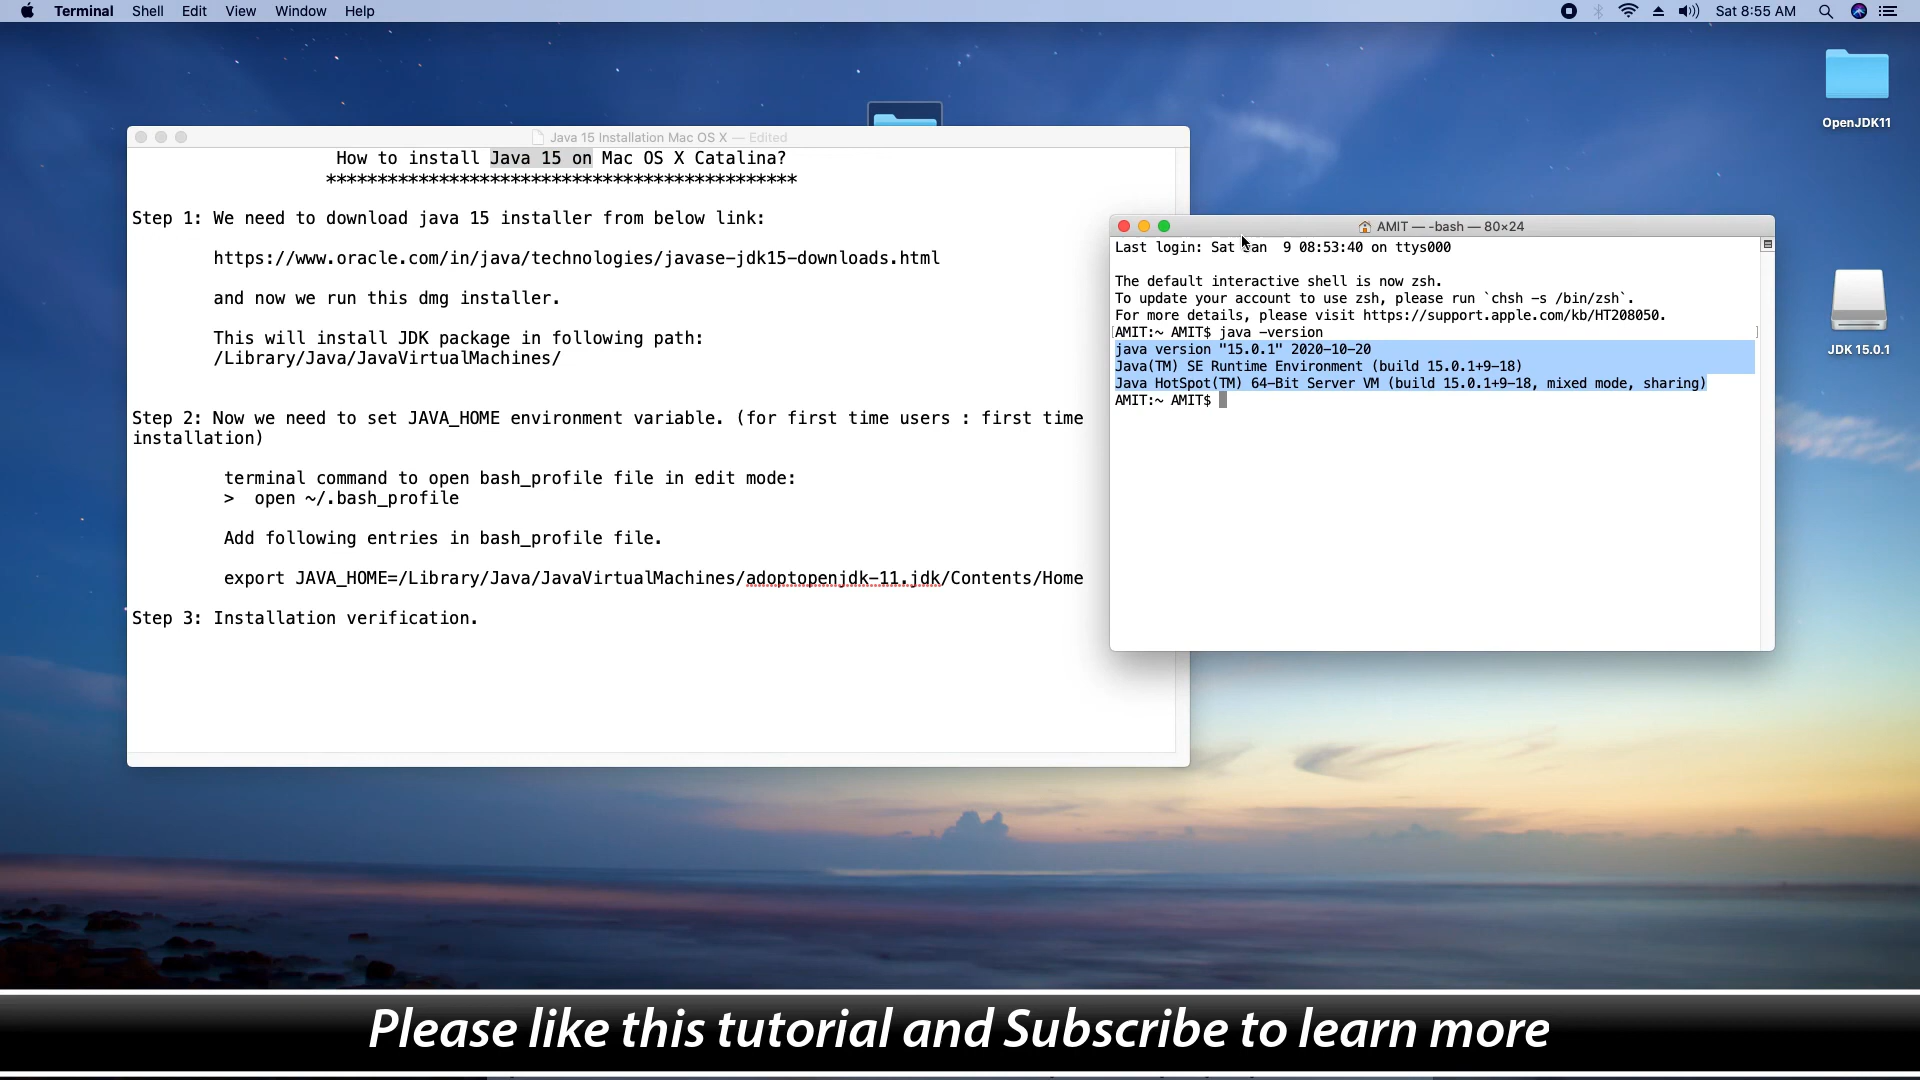 Terminal Shell Edit View Window Help
Sat 8:55 AM
OpenJDK11
JDK 15.0.1
Java 15 Installation Mac OS X — Edited
How to install Java 15 on Mac OS X Catalina?
**********************************************
Step 1: We need to download java 15 installer from below link:
https://www.oracle.com/in/java/technologies/javase-jdk15-downloads.html
and now we run this dmg installer.
This will install JDK package in following path:
/Library/Java/JavaVirtualMachines/
Step 2: Now we need to set JAVA_HOME environment variable. (for first time users : first time
installation)
terminal command to open bash_profile file in edit mode:
> open ~/.bash_profile
Add following entries in bash_profile file.
export JAVA_HOME=/Library/Java/JavaVirtualMachines/adoptopenjdk-11.jdk/Contents/Home
Step 3: Installation verification.
AMIT — -bash — 80×24
Last login: Sat Jan 9 08:53:40 on ttys000
The default interactive shell is now zsh.
To update your account to use zsh, please run `chsh -s /bin/zsh`.
For more details, please visit https://support.apple.com/kb/HT208050.
[AMIT:~ AMIT$ java -version ]
java version "15.0.1" 2020-10-20
Java(TM) SE Runtime Environment (build 15.0.1+9-18)
Java HotSpot(TM) 64-Bit Server VM (build 15.0.1+9-18, mixed mode, sharing)
AMIT:~ AMIT$
Please like this tutorial and Subscribe to learn more